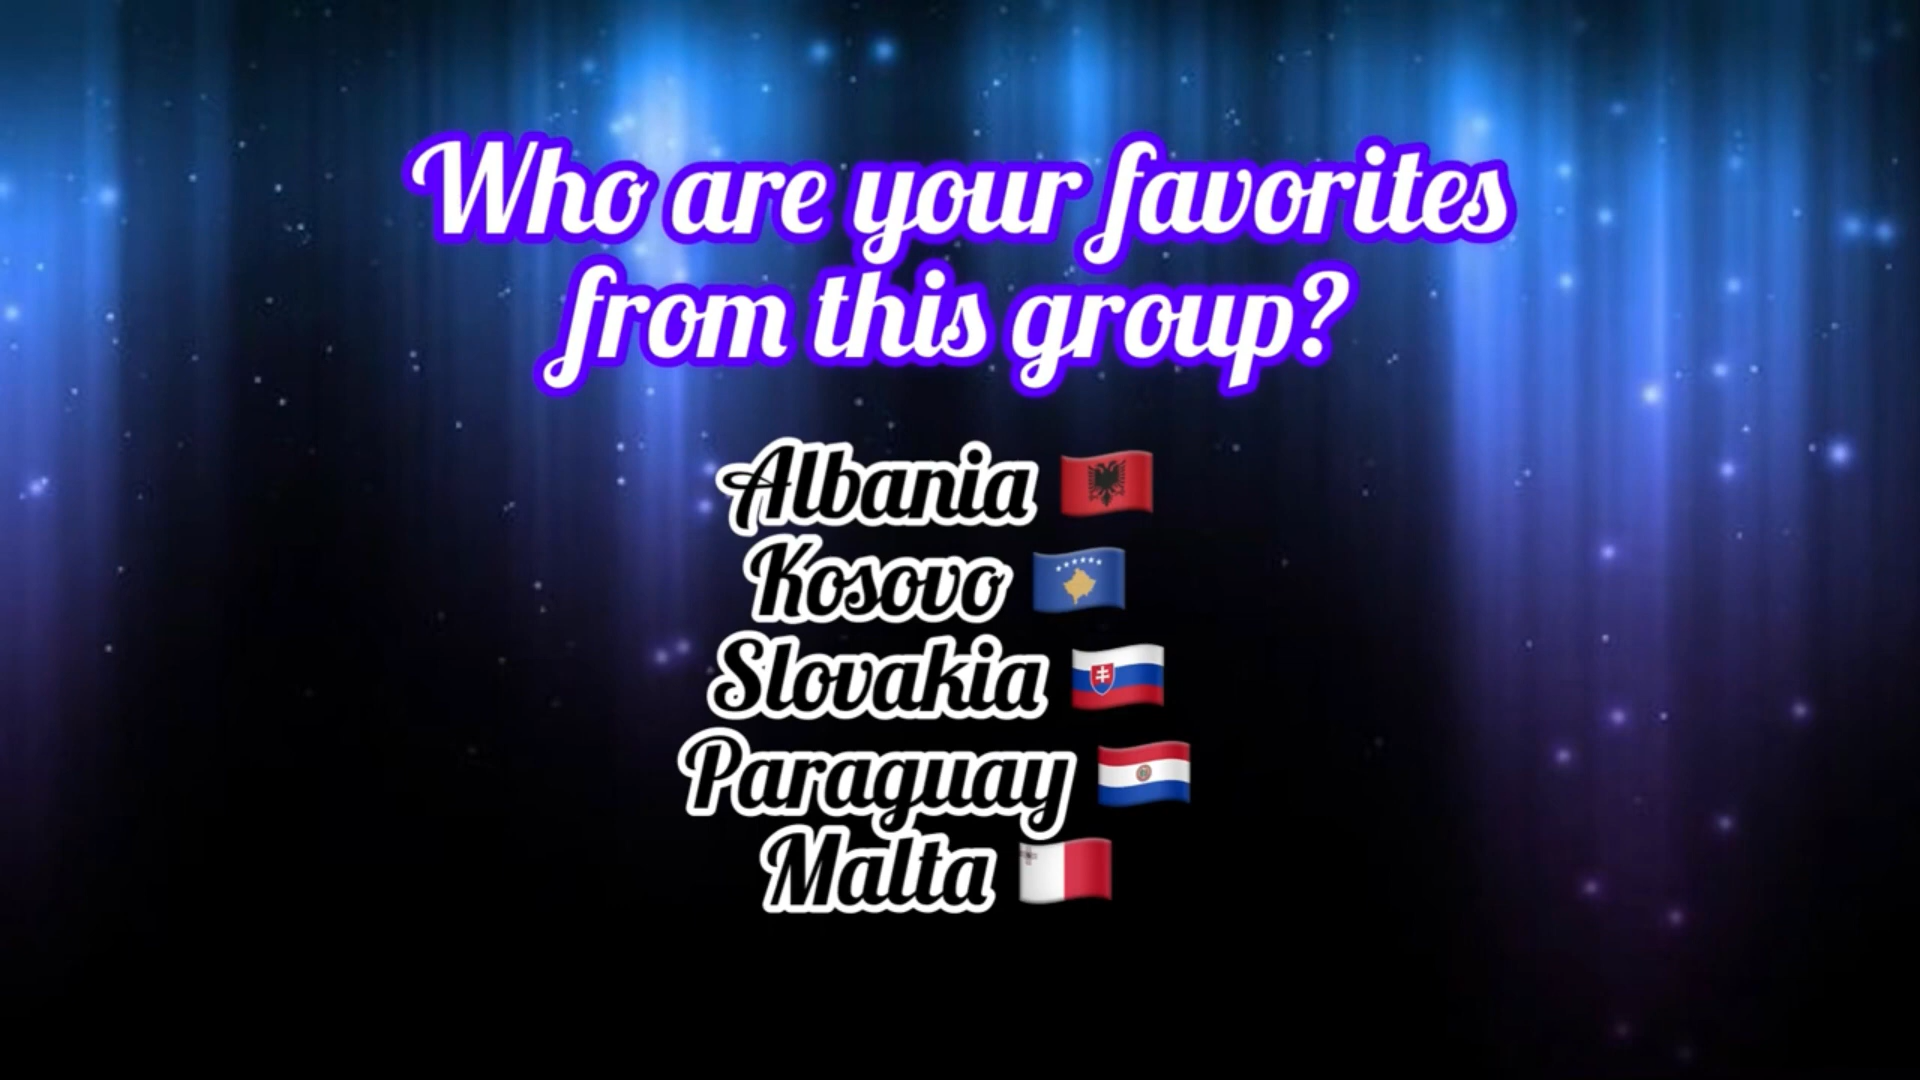 Who are your favorites
from this group?
Albania 🇦🇱
Kosovo 🇽🇰
Slovakia 🇸🇰
Paraguay 🇵🇾
Malta 🇲🇹